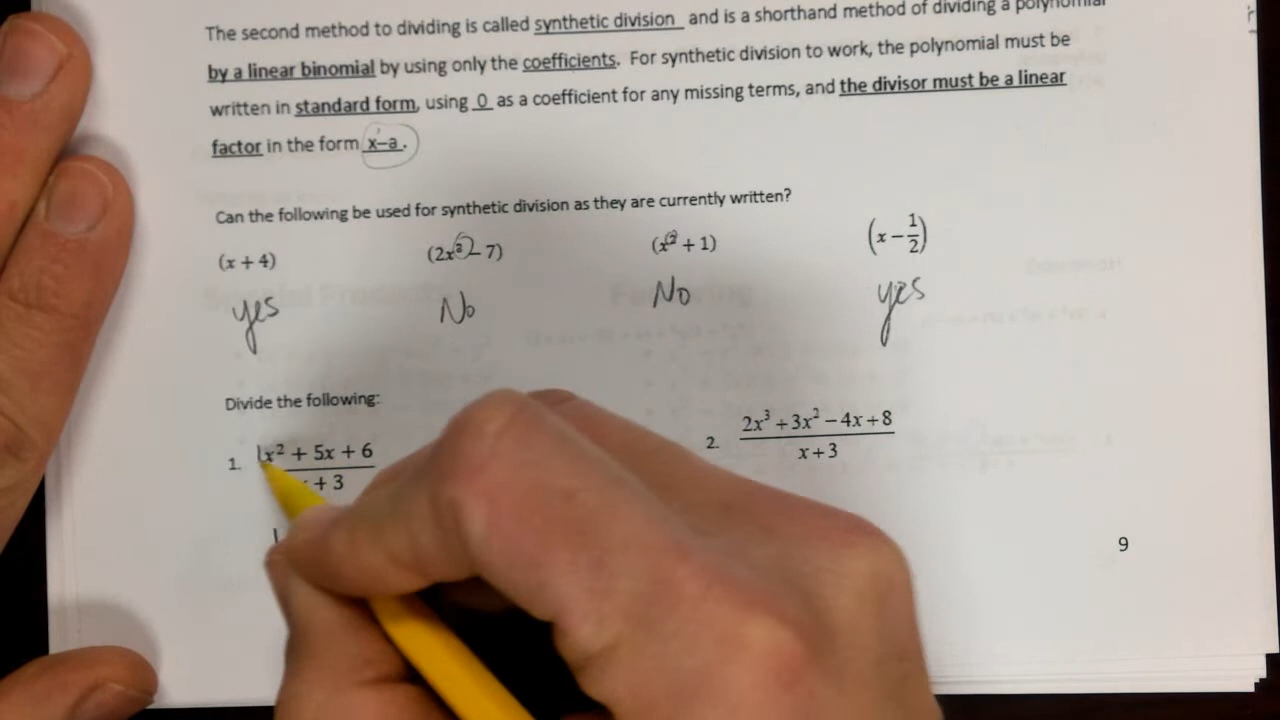 The second method to dividing is called synthetic division and is a shorthand method of dividing a polynomial
by a linear binomial by using only the coefficients. For synthetic division to work, the polynomial must be
written in standard form, using 0 as a coefficient for any missing terms, and the divisor must be a linear
factor in the form x−a.
Can the following be used for synthetic division as they are currently written?
(x + 4) (2x² − 7) (x² + 1) (x − 1/2)
yes No No yes
Divide the following:
1. 1x² + 5x + 6 2. 2x³ + 3x² − 4x + 8
+ 3 x + 3
1
9